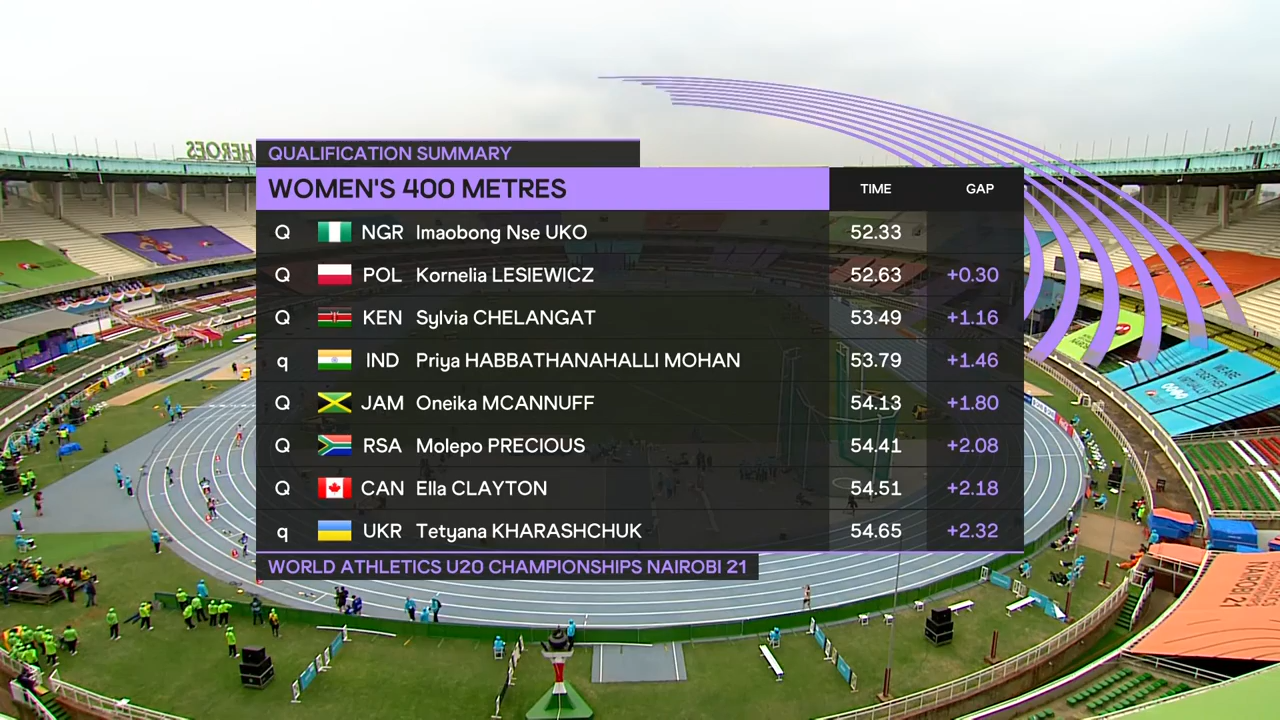 HEROES
QUALIFICATION SUMMARY
WOMEN'S 400 METRES TIME GAP
Q NGR Imaobong Nse UKO 52.33
Q POL Kornelia LESIEWICZ 52.63 +0.30
Q KEN Sylvia CHELANGAT 53.49 +1.16
q IND Priya HABBATHANAHALLI MOHAN 53.79 +1.46
Q JAM Oneika MCANNUFF 54.13 +1.80
Q RSA Molepo PRECIOUS 54.41 +2.08
Q CAN Ella CLAYTON 54.51 +2.18
q UKR Tetyana KHARASHCHUK 54.65 +2.32
WORLD ATHLETICS U20 CHAMPIONSHIPS NAIROBI 21